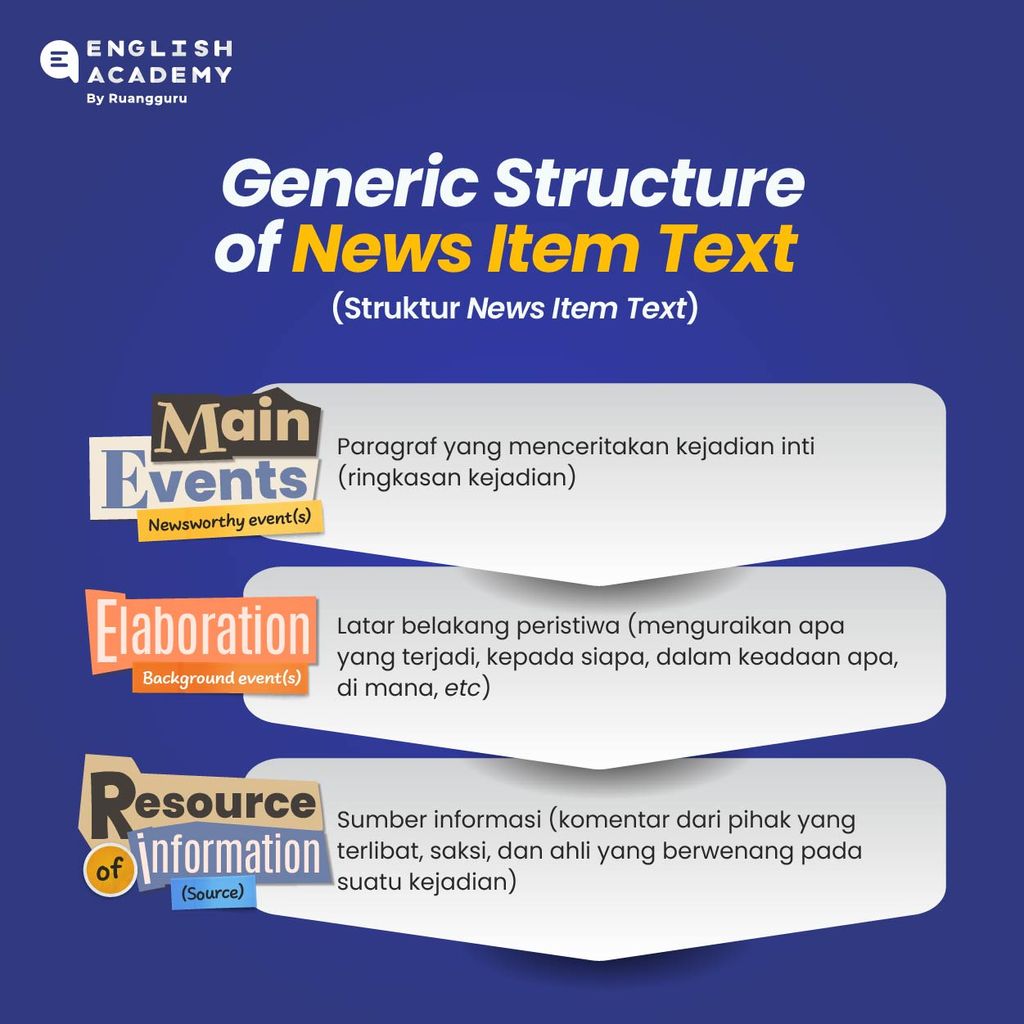 ENGLISH
ACADEMY
By Ruangguru
Generic Structure
of News Item Text
(Struktur News Item Text)
Main
Events
Newsworthy event(s)
Paragraf yang menceritakan kejadian inti
(ringkasan kejadian)
Elaboration
Background event(s)
Latar belakang peristiwa (menguraikan apa
yang terjadi, kepada siapa, dalam keadaan apa,
di mana, etc)
Resource
of information
(Source)
Sumber informasi (komentar dari pihak yang
terlibat, saksi, dan ahli yang berwenang pada
suatu kejadian)